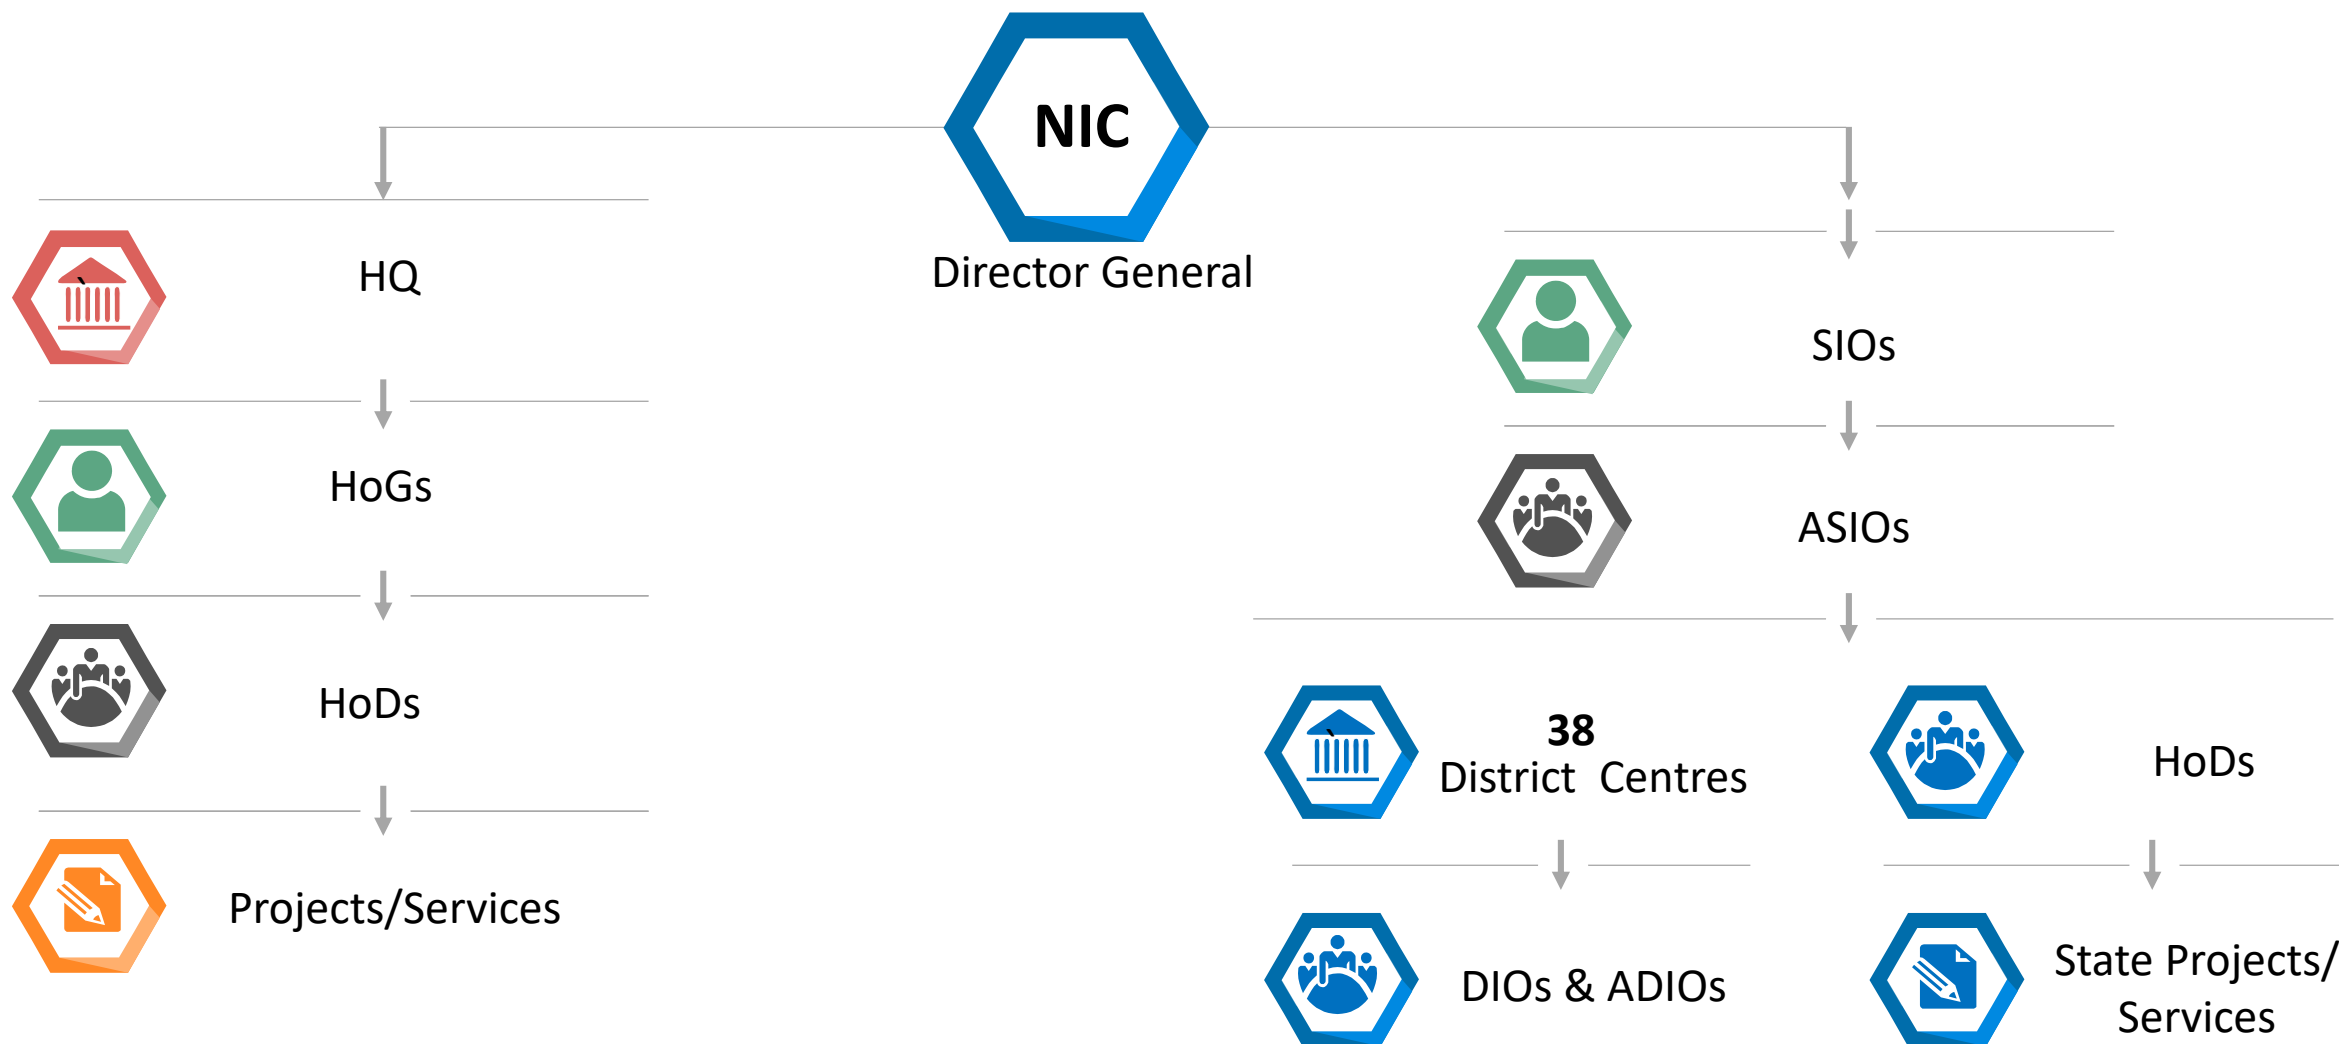 NIC
Director General
HQ
HoGs
HoDs
Projects/Services
SIOs
ASIOs
38
District Centres
HoDs
DIOs & ADIOs
State Projects/
Services